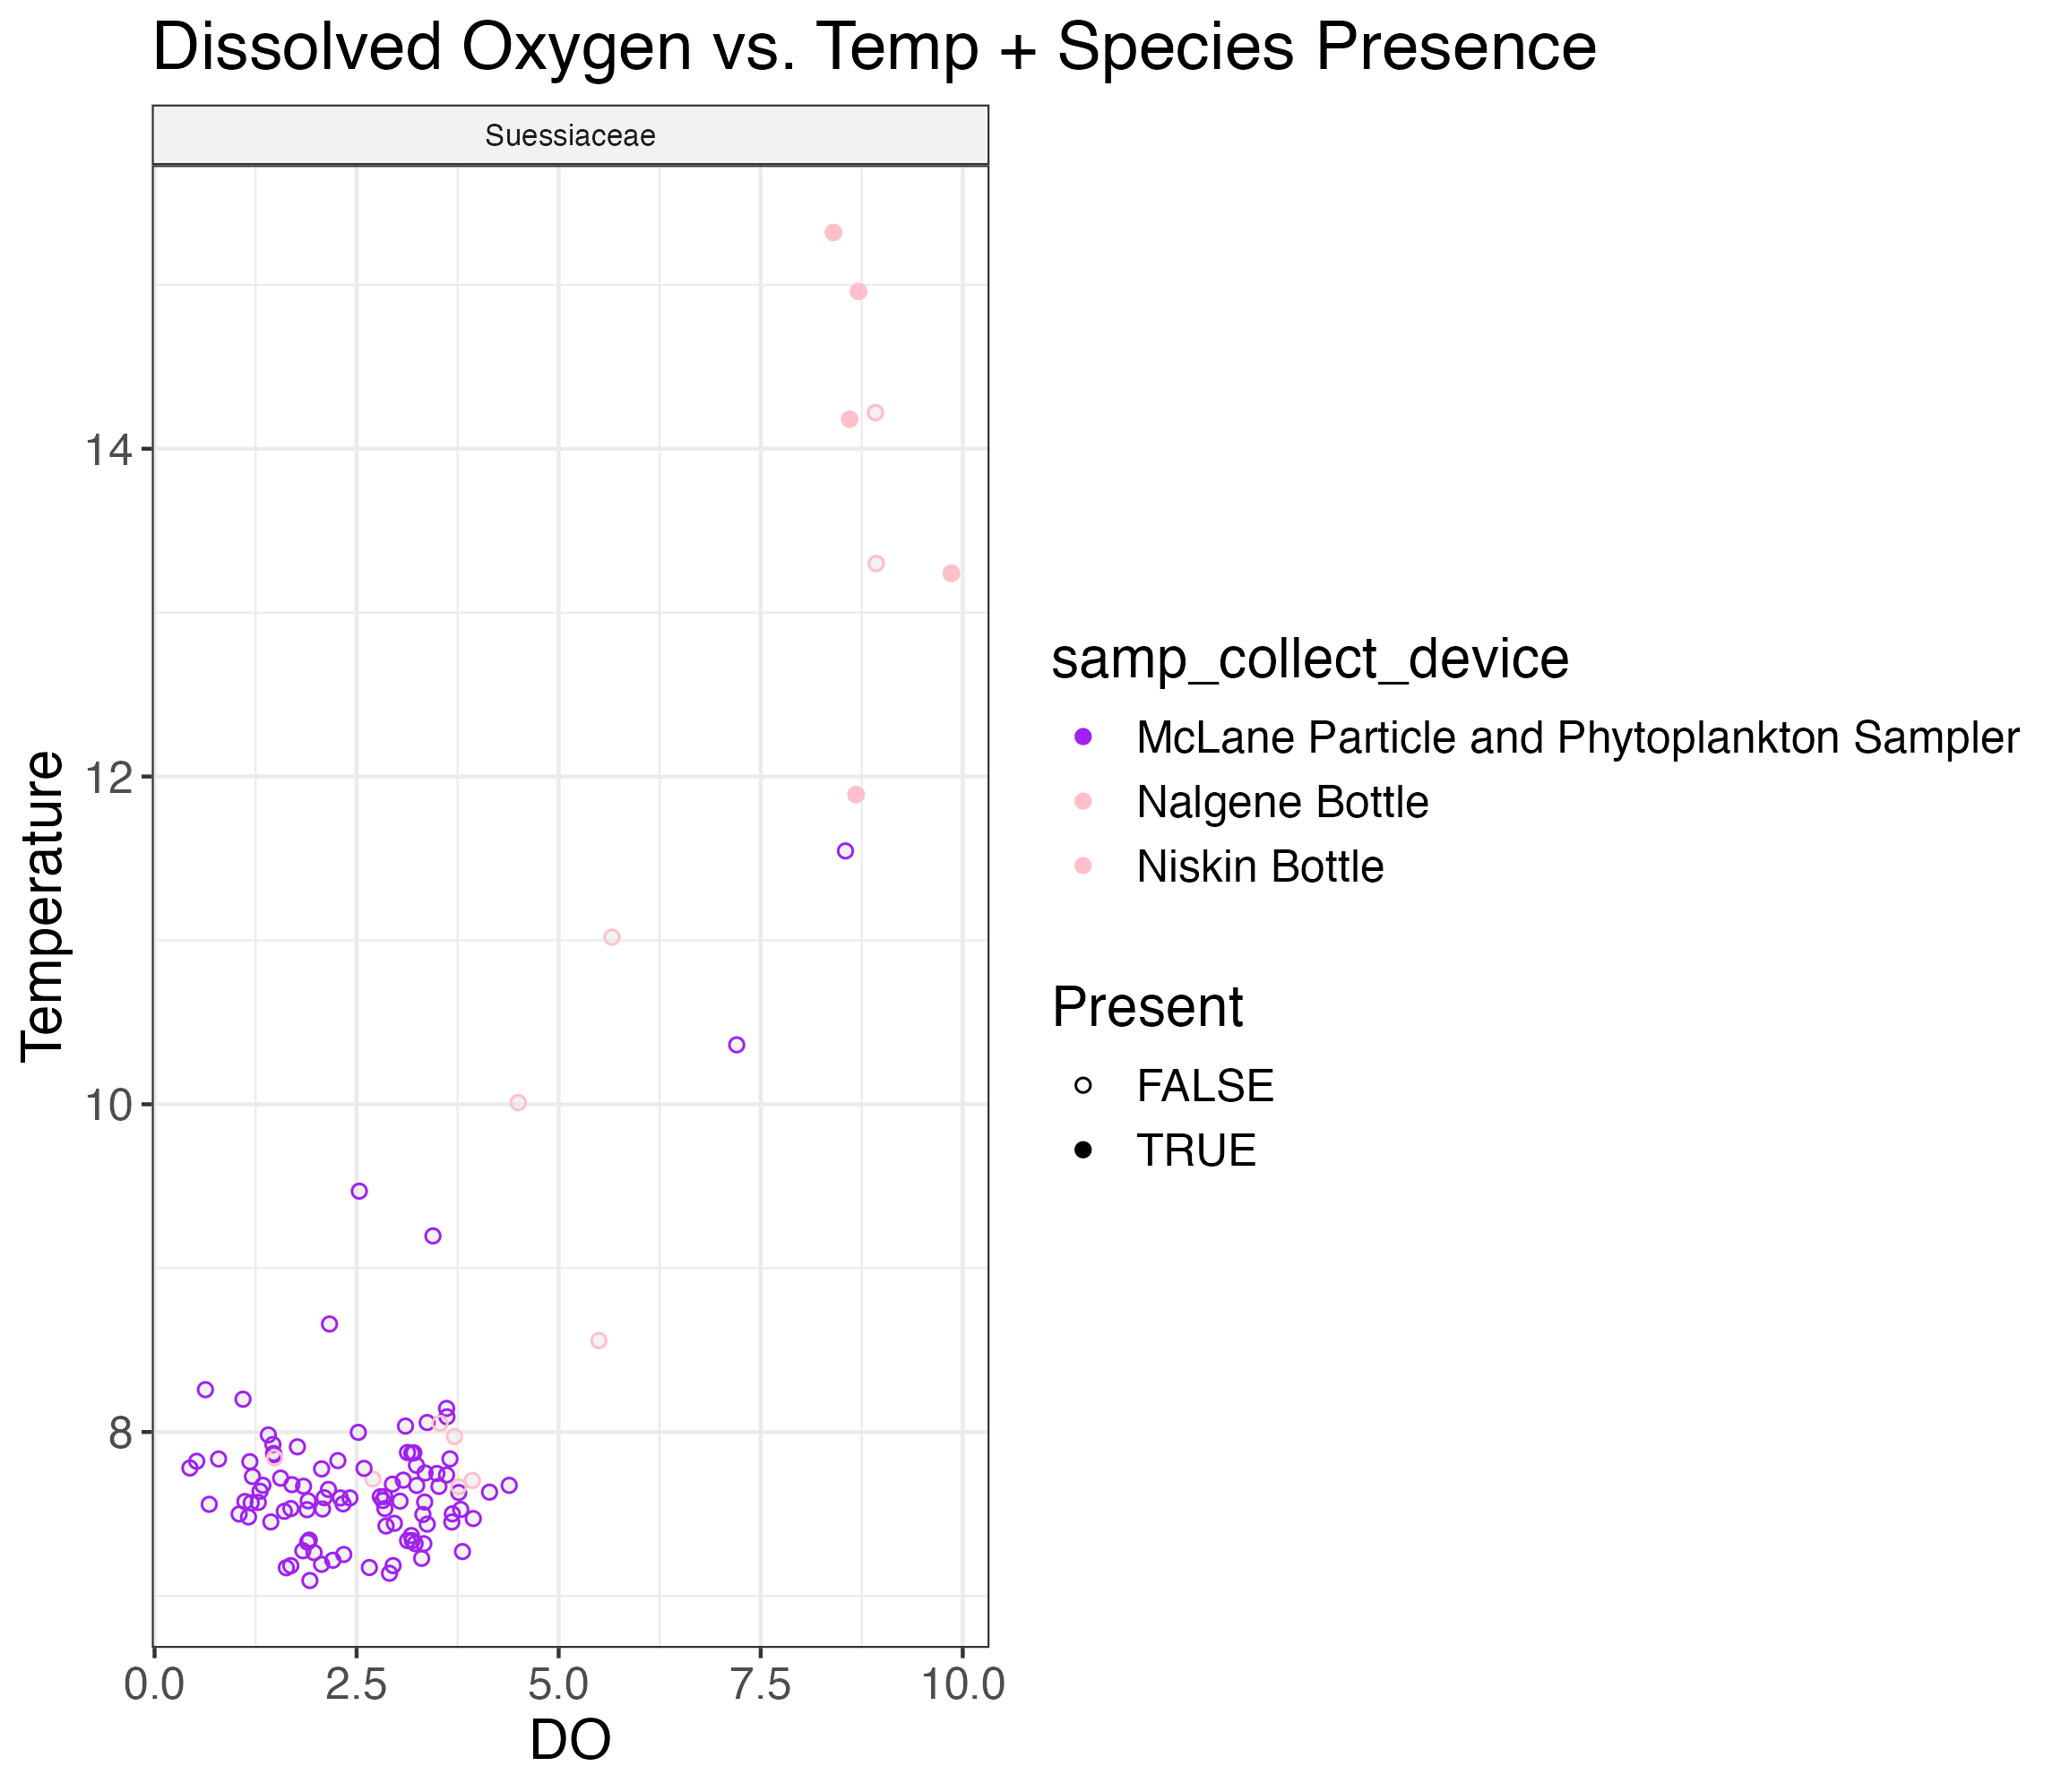 Dissolved Oxygen vs. Temp + Species Presence
Suessiaceae
14
12
10
8
Temperature
0.0 2.5 5.0 7.5 10.0
DO
samp_collect_device
McLane Particle and Phytoplankton Sampler
Nalgene Bottle
Niskin Bottle
Present
FALSE
TRUE